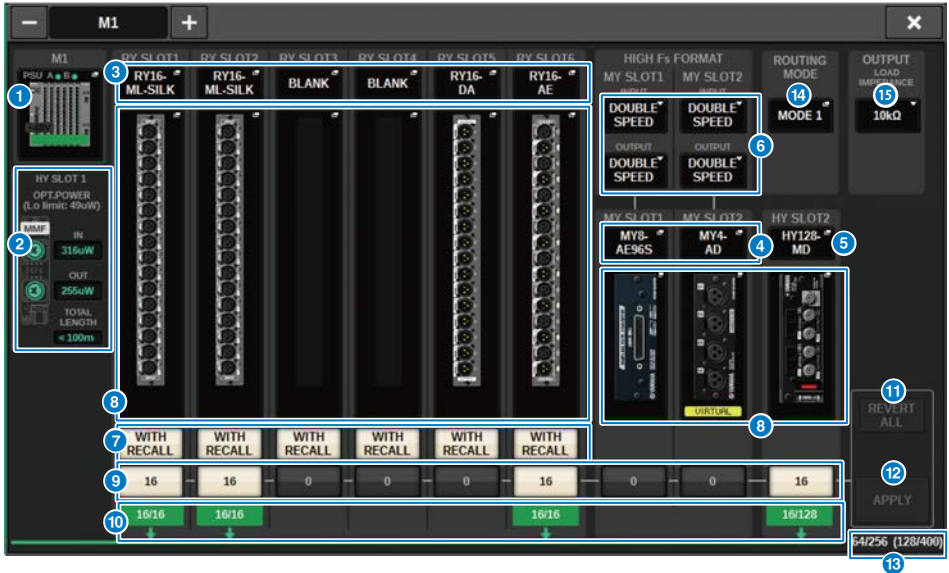 − M1 + ×
M1
PSU A B
1
HY SLOT 1
OPT.POWER
(Lo limit: 49uW)
2
MMF
IN
316uW
OUT
255uW
TOTAL
LENGTH
<100m
RY SLOT1 RY SLOT2 RY SLOT3 RY SLOT4 RY SLOT5 RY SLOT6
3
RY16-
ML-SILK
RY16-
ML-SILK
BLANK
BLANK
RY16-
DA
RY16-
AE
8
7
WITH
RECALL
WITH
RECALL
WITH
RECALL
WITH
RECALL
WITH
RECALL
WITH
RECALL
9
16 16 0 0 0 16 0 0 16
10
16/16 16/16 16/16 16/128
HIGH Fs FORMAT
MY SLOT1 MY SLOT2
INPUT INPUT
DOUBLE
SPEED
DOUBLE
SPEED
6
OUTPUT OUTPUT
DOUBLE
SPEED
DOUBLE
SPEED
MY SLOT1 MY SLOT2 HY SLOT2
MY8-
AE96S
MY4-
AD
4
HY128-
MD
5
VIRTUAL
8
ROUTING
MODE
14
MODE 1
OUTPUT
LOAD
IMPEDANCE
15
10kΩ
11
REVERT
ALL
12
APPLY
64/256 (128/400)
13